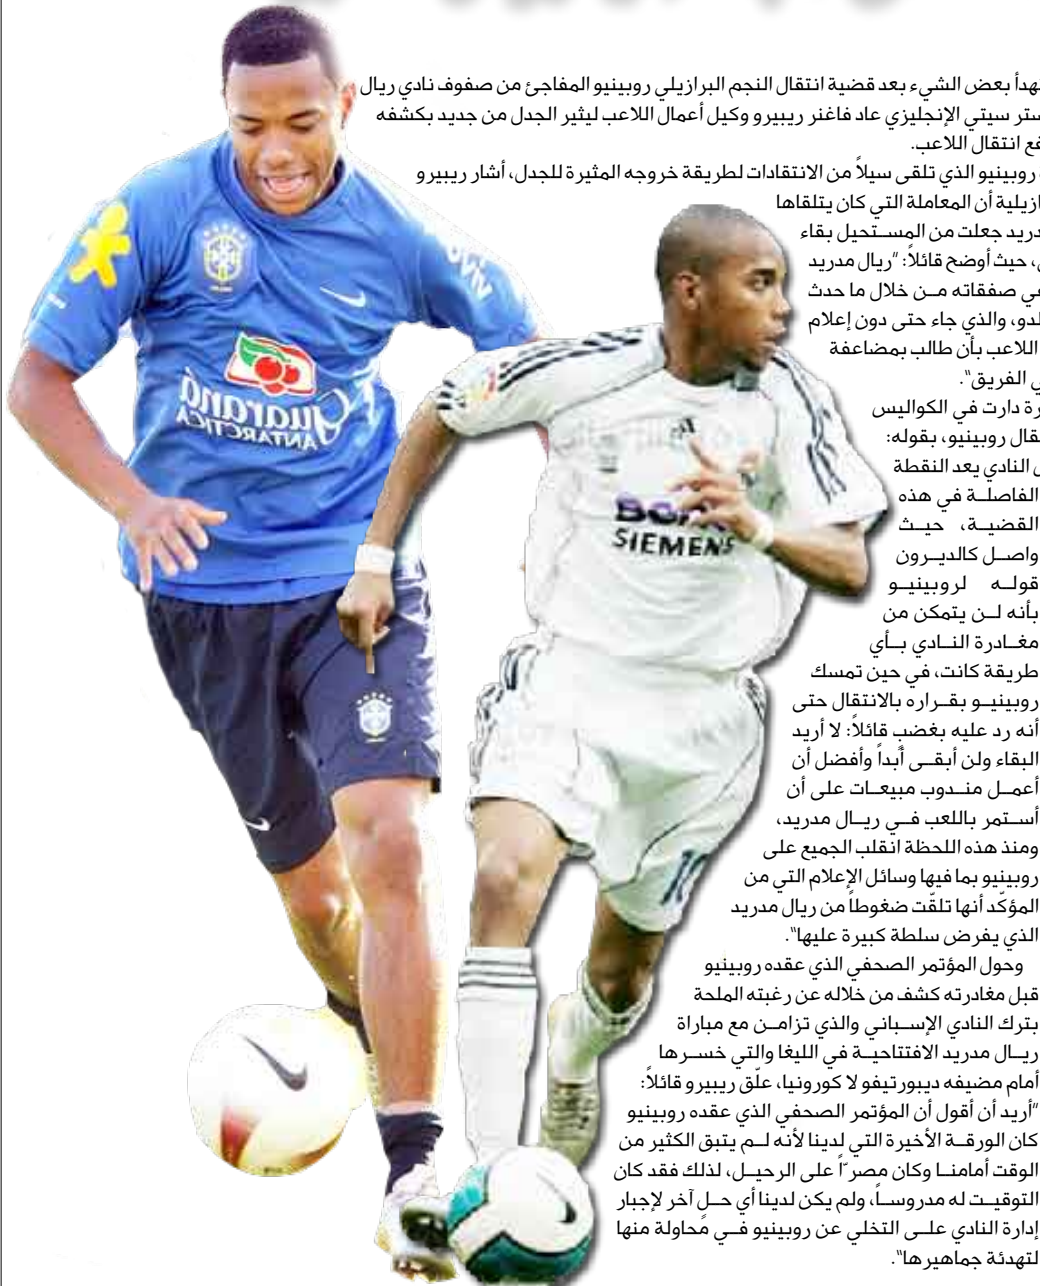 بعض الشيء بعد قضية انتقال النجم البرازيلي روبينيو المفاجئ من صفوف نادي ريال
سيتي الإنجليزي عاد فاغنر ريبيرو وكيل أعمال اللاعب ليثير الجدل من جديد بكشفه
انتقال اللاعب.
روبينيو الذي تلقى سيلاً من الانتقادات لطريقة خروجه المثيرة للجدل، أشار ريبيرو
أن المعاملة التي كان يتلقاها
جعلت من المستحيل بقاء
حيث أوضح قائلاً: "ريال مدريد
صفقاته من خلال ما حدث
والذي جاء حتى دون إعلام
اللاعب بأن طالب بمضاعفة
الفريق".
دارت في الكواليس
روبينيو، بقوله:
النادي يعد النقطة
الفاصلة في هذه
القضية، حيث
واصل كالديرون
قوله لروبينيو
بأنه لن يتمكن من
مغادرة النادي بأي
طريقة كانت، في حين تمسك
روبينيو بقراره بالانتقال حتى
أنه رد عليه بغضب قائلاً: لا أريد
البقاء ولن أبقى أبداً وأفضل أن
أعمل مندوب مبيعات على أن
أستمر باللعب في ريال مدريد،
ومنذ هذه اللحظة انقلب الجميع على
روبينيو بما فيها وسائل الإعلام التي من
المؤكّد أنها تلقّت ضغوطاً من ريال مدريد
الذي يفرض سلطة كبيرة عليها".
وحول المؤتمر الصحفي الذي عقده روبينيو
قبل مغادرته كشف من خلاله عن رغبته الملحة
بترك النادي الإسباني والذي تزامن مع مباراة
ريال مدريد الافتتاحية في الليغا والتي خسرها
أمام مضيفه ديبورتيفو لا كورونيا، علّق ريبيرو قائلاً:
"أريد أن أقول أن المؤتمر الصحفي الذي عقده روبينيو
كان الورقة الأخيرة التي لدينا لأنه لم يتبق الكثير من
الوقت أمامنا وكان مصرّاً على الرحيل، لذلك فقد كان
التوقيت له مدروساً، ولم يكن لدينا أي حلٍ آخر لإجبار
إدارة النادي على التخلي عن روبينيو في محاولة منها
لتهدئة جماهيرها".
vivo
Guaraná
ANTARCTICA
SIEMENS
10